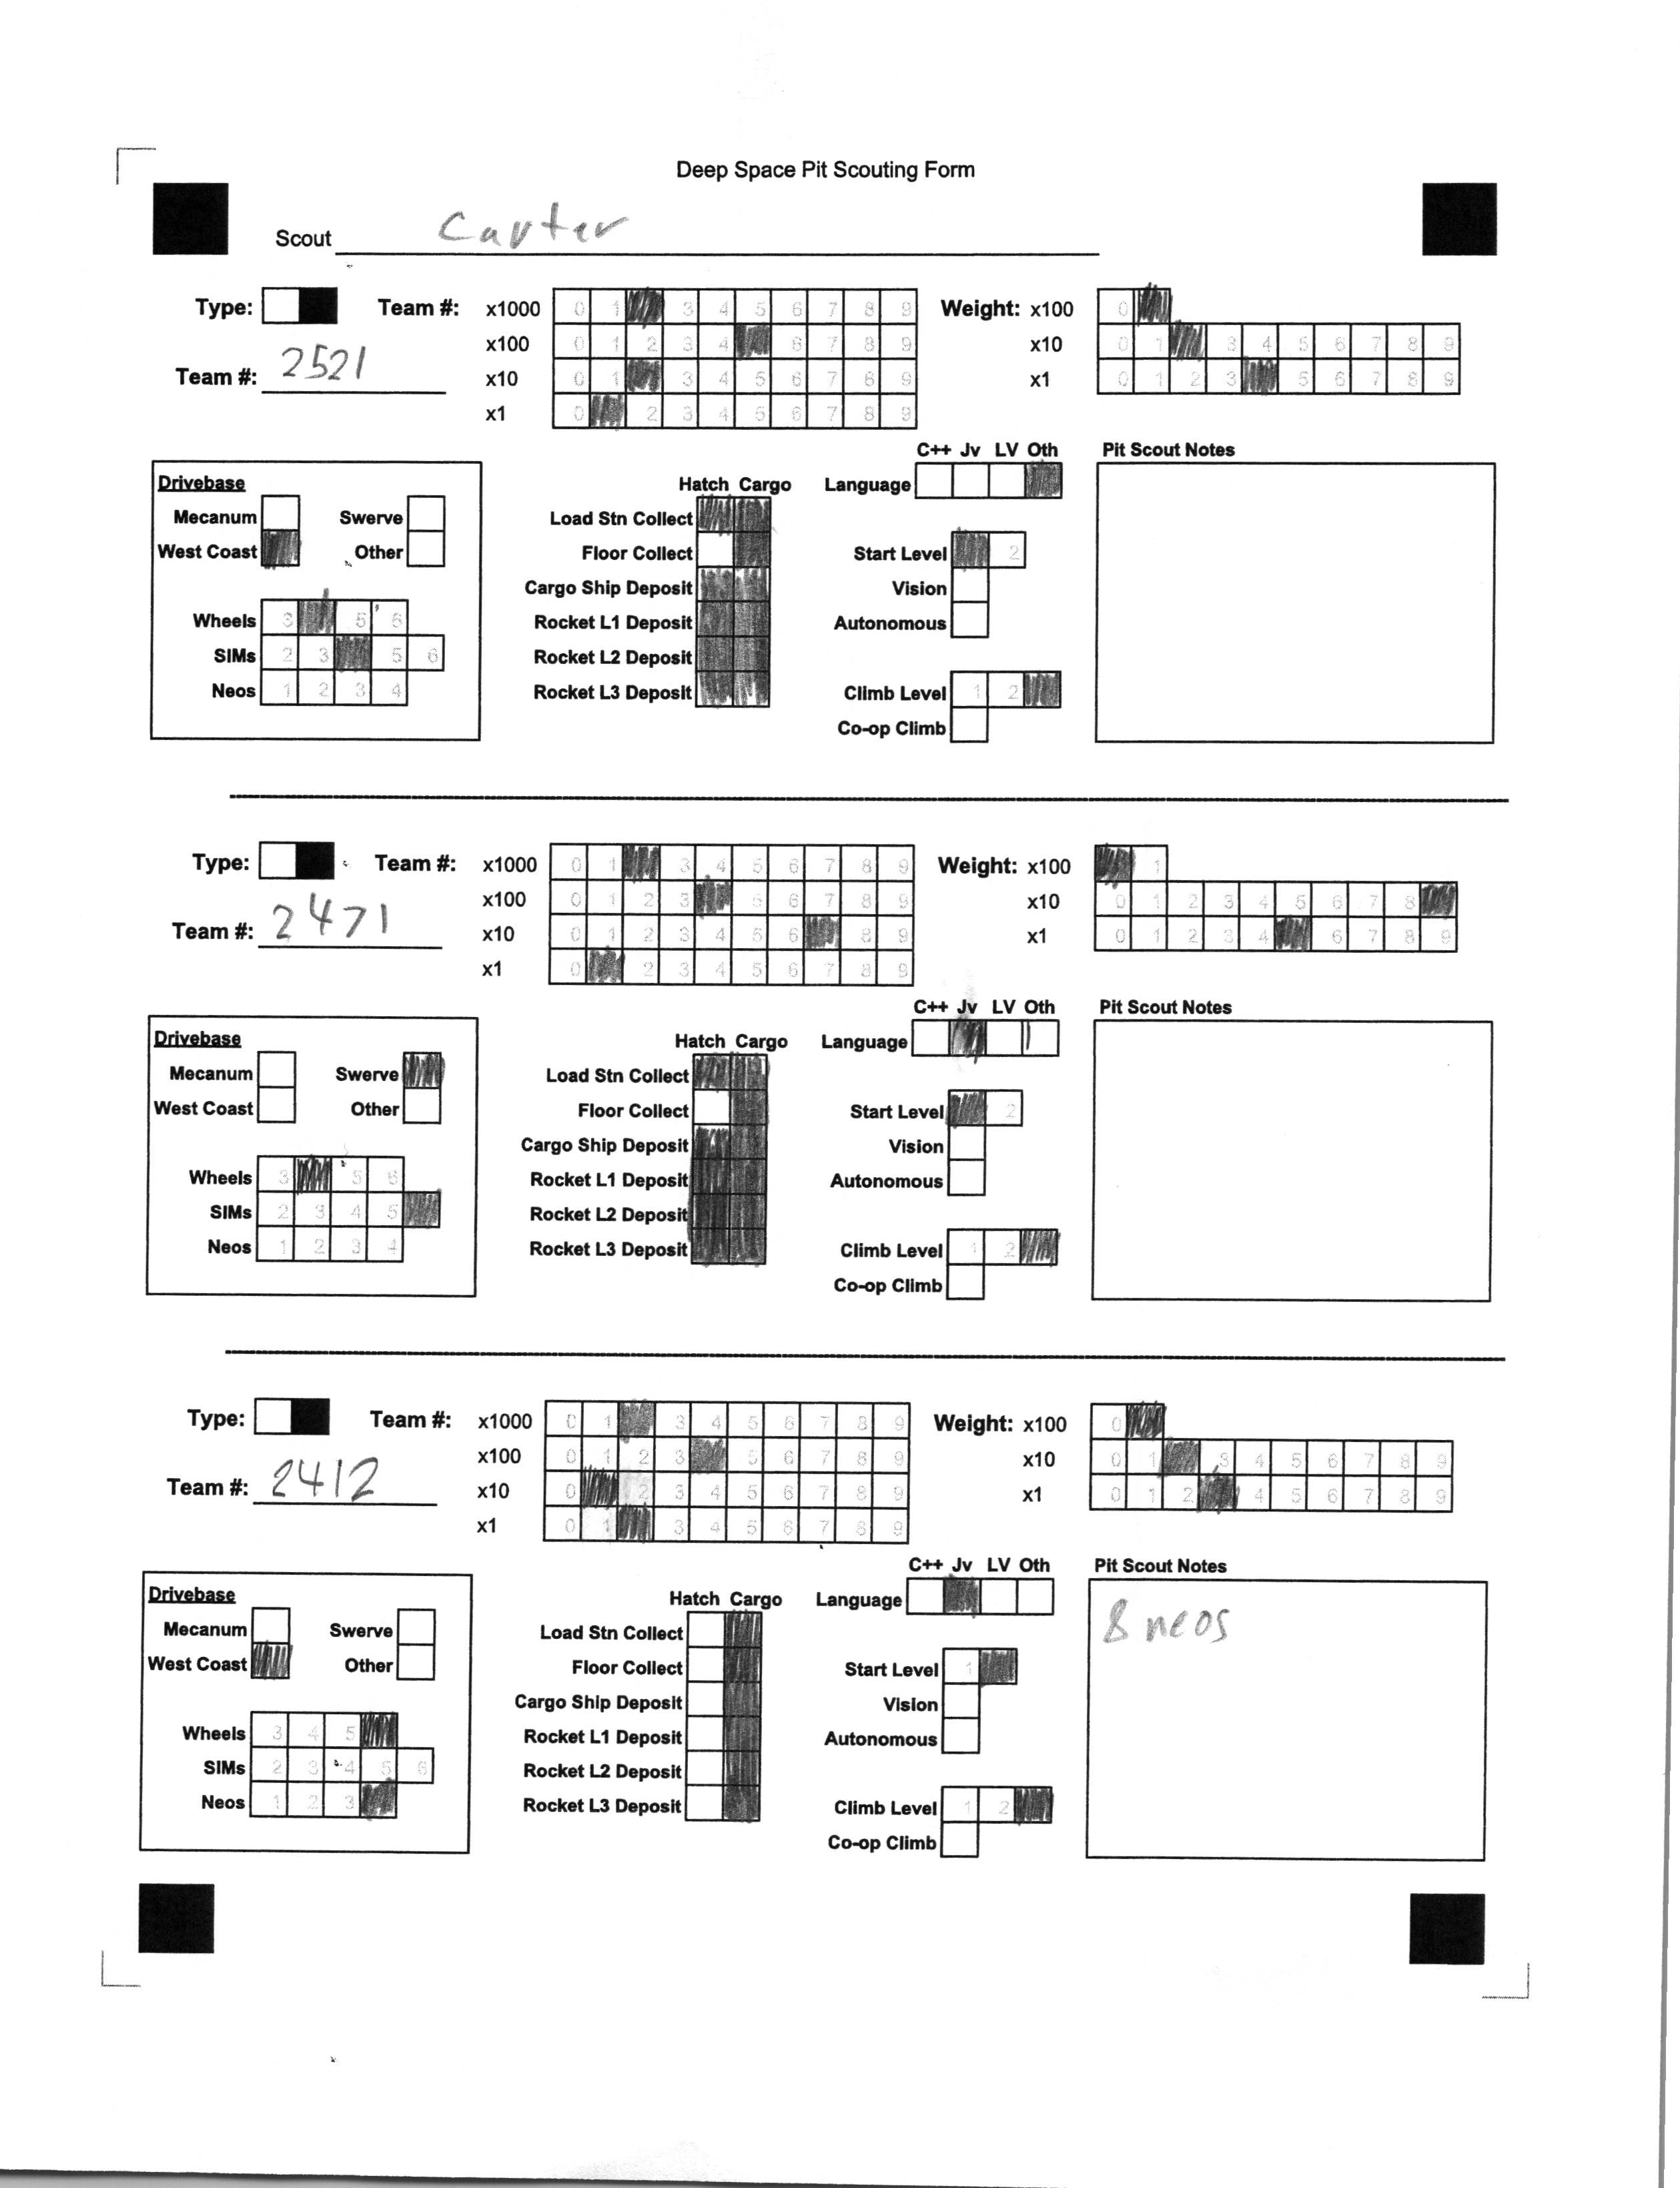 Deep Space Pit Scouting Form
Scout Carter
Type: Team #: x1000 0 1 3 4 5 6 7 8 9 Weight: x100 0
x100 0 1 2 3 4 6 7 8 9 x10 0 1 3 4 5 6 7 8 9
Team #: 2521 x10 0 1 3 4 5 6 7 8 9 x1 0 1 2 3 5 6 7 8 9
x1 0 2 3 4 5 6 7 8 9
C++ Jv LV Oth Pit Scout Notes
Drivebase Hatch Cargo Language
Mecanum Swerve Load Stn Collect
West Coast Other Floor Collect Start Level 2
Cargo Ship Deposit Vision
Wheels 3 5 6 Rocket L1 Deposit Autonomous
SIMs 2 3 5 6 Rocket L2 Deposit
Neos 1 2 3 4 Rocket L3 Deposit Climb Level 1 2
Co-op Climb
Type: Team #: x1000 0 1 3 4 5 6 7 8 9 Weight: x100 1
x100 0 1 2 3 5 6 7 8 9 x10 0 1 2 3 4 5 6 7 8
Team #: 2471 x10 0 1 2 3 4 5 6 8 9 x1 0 1 2 3 4 6 7 8 9
x1 0 2 3 4 5 6 7 8 9
C++ Jv LV Oth Pit Scout Notes
Drivebase Hatch Cargo Language
Mecanum Swerve Load Stn Collect
West Coast Other Floor Collect Start Level 2
Cargo Ship Deposit Vision
Wheels 3 5 6 Rocket L1 Deposit Autonomous
SIMs 2 3 4 5 Rocket L2 Deposit
Neos 1 2 3 4 Rocket L3 Deposit Climb Level 1 2
Co-op Climb
Type: Team #: x1000 0 1 3 4 5 6 7 8 9 Weight: x100 0
x100 0 1 2 3 5 6 7 8 9 x10 0 1 3 4 5 6 7 8 9
Team #: 2412 x10 0 2 3 4 5 6 7 8 9 x1 0 1 2 4 5 6 7 8 9
x1 0 1 3 4 5 6 7 8 9
C++ Jv LV Oth Pit Scout Notes
Drivebase Hatch Cargo Language
Mecanum Swerve Load Stn Collect 8 neos
West Coast Other Floor Collect Start Level 1
Cargo Ship Deposit Vision
Wheels 3 4 5 Rocket L1 Deposit Autonomous
SIMs 2 3 4 5 6 Rocket L2 Deposit
Neos 1 2 3 Rocket L3 Deposit Climb Level 1 2
Co-op Climb